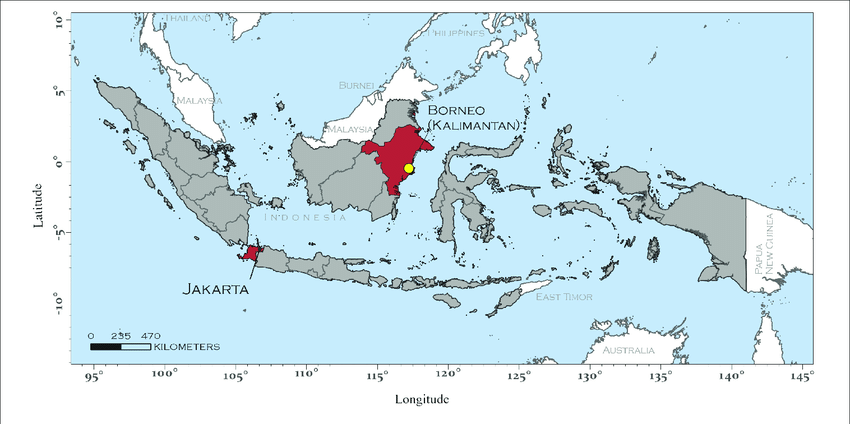 10°
THAILAND
PHILIPPINES
5°
MALAYSIA
BURNEI
BORNEO
(KALIMANTAN)
MALAYSIA
0°
Latitude
INDONESIA
-5°
JAKARTA
PAPUA
NEW GUINEA
EAST TIMOR
-10°
0 235 470
KILOMETERS
AUSTRALIA
95° 100° 105° 110° 115° 120° 125° 130° 135° 140° 145°
Longitude